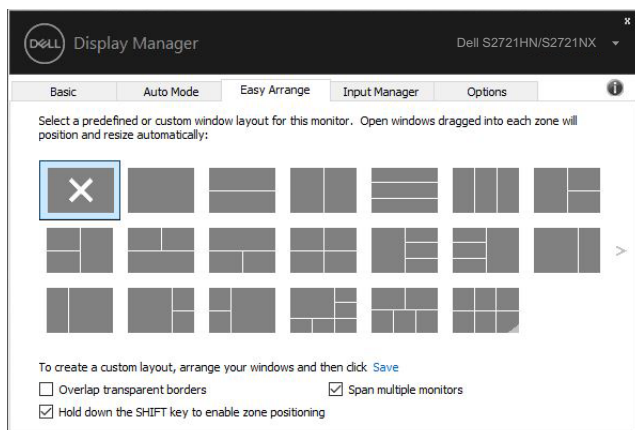 x
DELL Display Manager Dell S2721HN/S2721NX
Basic Auto Mode Easy Arrange Input Manager Options i
Select a predefined or custom window layout for this monitor. Open windows dragged into each zone will
position and resize automatically:
To create a custom layout, arrange your windows and then click Save
Overlap transparent borders Span multiple monitors
Hold down the SHIFT key to enable zone positioning